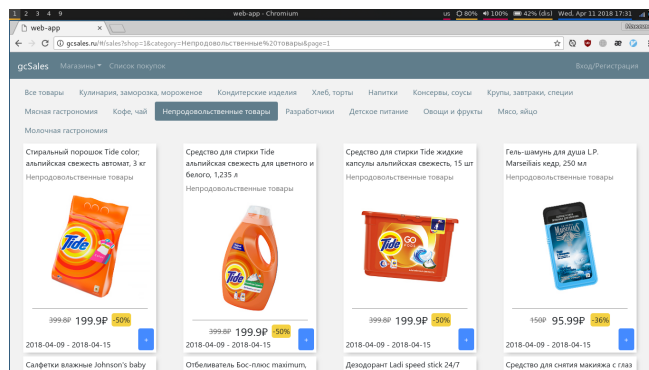 1 2 3 4 9 web-app - Chromium us 80% 100% 42% (dis) Wed, Apr 11 2018 17:31
web-app
gcsales.ru/#/sales?shop=1&category=Непродовольственные%20товары&page=1
gcSales Магазины Список покупок Вход/Регистрация
Все товары Кулинария, заморозка, мороженое Кондитерские изделия Хлеб, торты Напитки Консервы, соусы Крупы, завтраки, специи
Мясная гастрономия Кофе, чай Непродовольственные товары Разработчики Детское питание Овощи и фрукты Мясо, яйцо
Молочная гастрономия
Стиральный порошок Tide color,
альпийская свежесть автомат, 3 кг
Непродовольственные товары
Tide
399.8₽ 199.9₽ -50%
2018-04-09 - 2018-04-15
+
Средство для стирки Tide
альпийская свежесть для цветного и
белого, 1,235 л
Непродовольственные товары
Tide
399.8₽ 199.9₽ -50%
2018-04-09 - 2018-04-15
+
Средство для стирки Tide жидкие
капсулы альпийская свежесть, 15 шт
Непродовольственные товары
Tide GO PODS
399.8₽ 199.9₽ -50%
2018-04-09 - 2018-04-15
+
Гель-шамунь для душа L.P.
Marseiliais кедр, 250 мл
Непродовольственные товары
150₽ 95.99₽ -36%
2018-04-09 - 2018-04-15
+
Салфетки влажные Johnson's baby
Отбеливатель Бос-плюс maximum,
Дезодорант Ladi speed stick 24/7
Средство для снятия макияжа с глаз